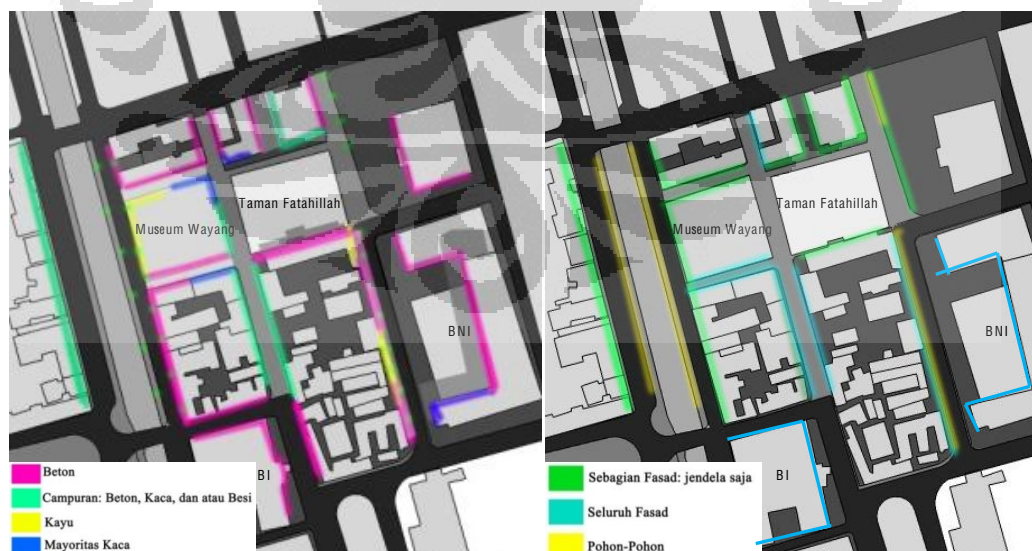 Taman Fatahillah
Museum Wayang
BNI
BI
Beton
Campuran: Beton, Kaca, dan atau Besi
Kayu
Mayoritas Kaca
Taman Fatahillah
Museum Wayang
BNI
BI
Sebagian Fasad: jendela saja
Seluruh Fasad
Pohon-Pohon